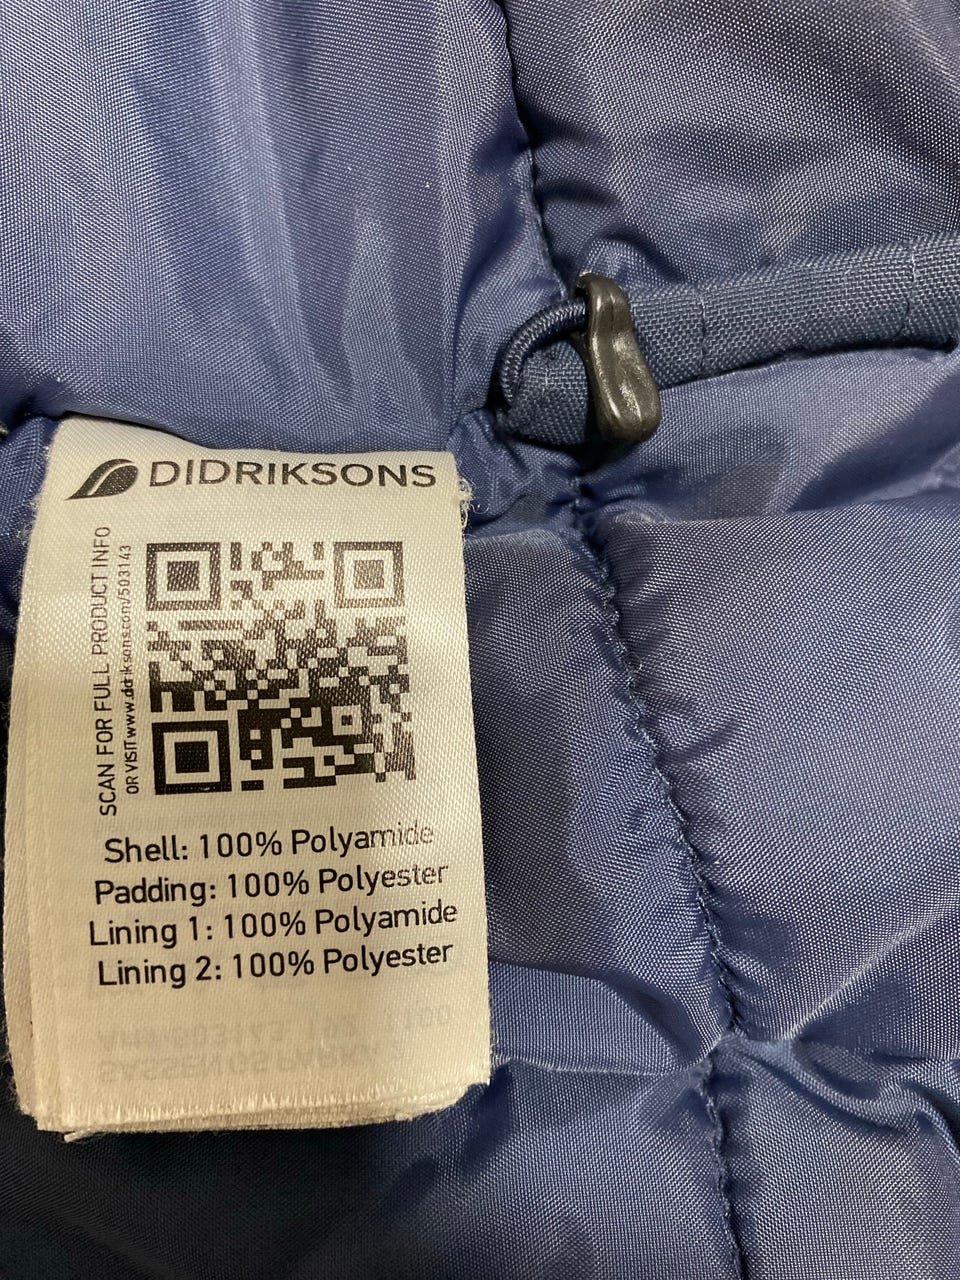 DIDRIKSONS
SCAN FOR FULL PRODUCT INFO
OR VISIT www.didriksons.com/503143
Shell: 100% Polyamide
Padding: 100% Polyester
Lining 1: 100% Polyamide
Lining 2: 100% Polyester